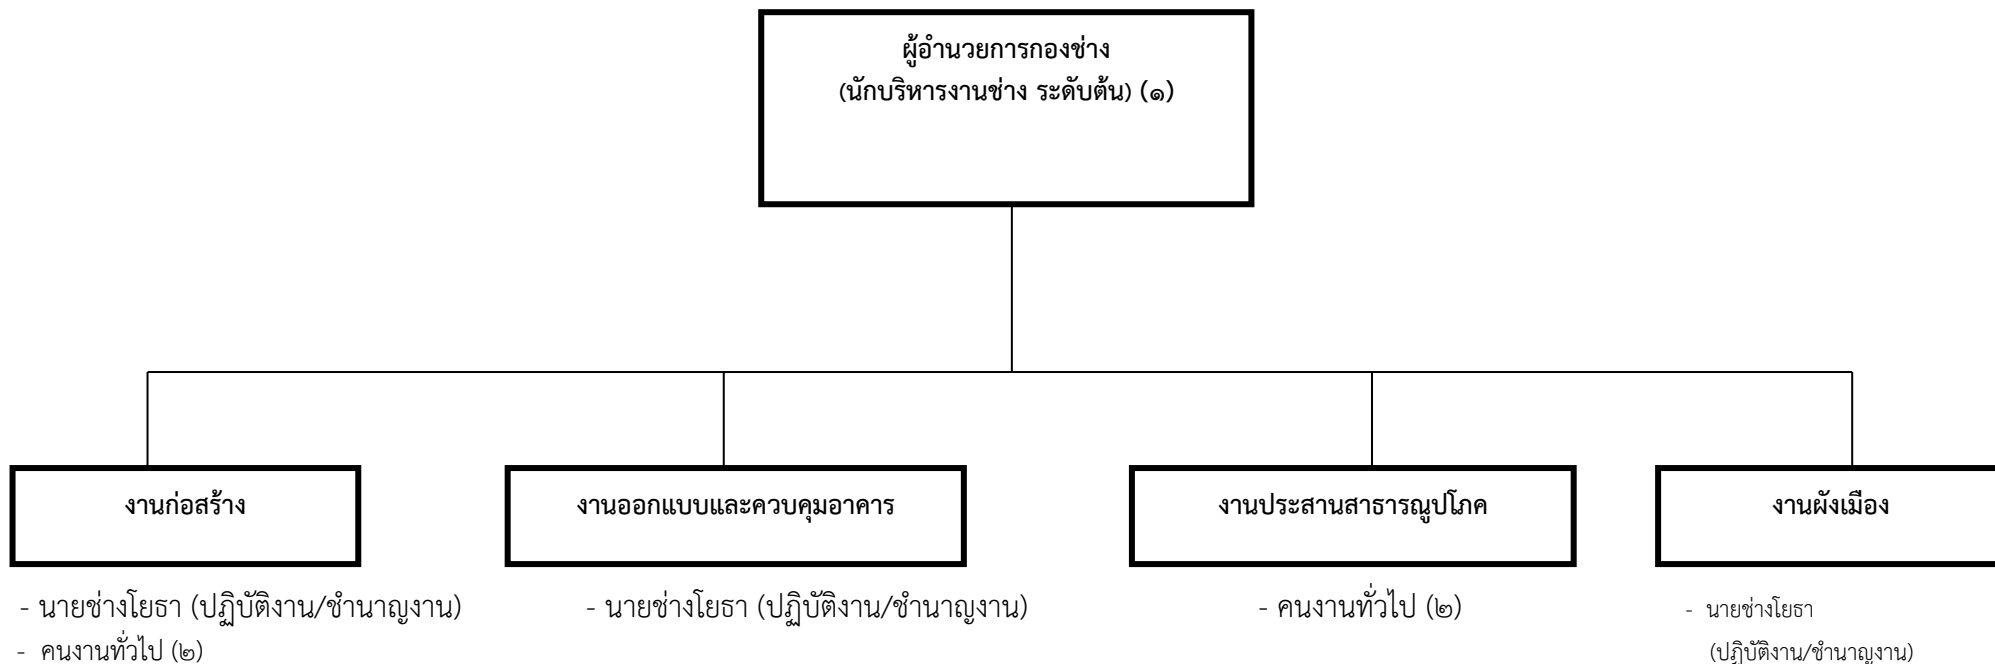 ผู้อำนวยการกองช่าง
(นักบริหารงานช่าง ระดับต้น) (๑)
งานก่อสร้าง
งานออกแบบและควบคุมอาคาร
งานประสานสาธารณูปโภค
งานผังเมือง
- นายช่างโยธา (ปฏิบัติงาน/ชำนาญงาน)
- คนงานทั่วไป (๒)
- นายช่างโยธา (ปฏิบัติงาน/ชำนาญงาน)
- คนงานทั่วไป (๒)
- นายช่างโยธา
(ปฏิบัติงาน/ชำนาญงาน)